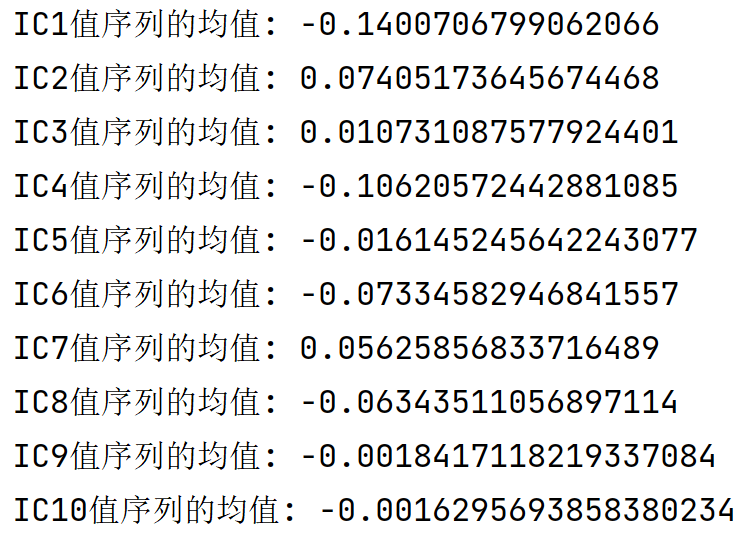 IC1值序列的均值: -0.1400706799062066
IC2值序列的均值: 0.07405173645674468
IC3值序列的均值: 0.010731087577924401
IC4值序列的均值: -0.10620572442881085
IC5值序列的均值: -0.016145245642243077
IC6值序列的均值: -0.07334582946841557
IC7值序列的均值: 0.05625856833716489
IC8值序列的均值: -0.06343511056897114
IC9值序列的均值: -0.0018417118219337084
IC10值序列的均值: -0.0016295693858380234